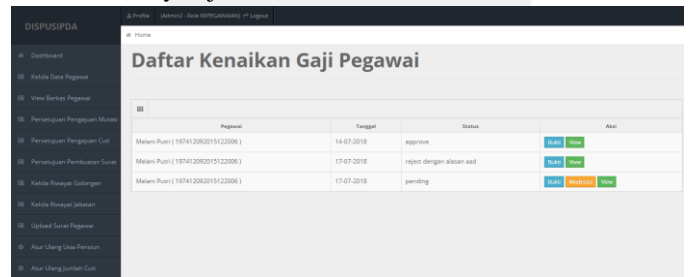 DISPUSIPDA
Profile (Admin2 - Role KEPEGAWAIAN) Logout
Home
Dashboard
Kelola Data Pegawai
View Berkas Pegawai
Persetujuan Pengajuan Mutasi
Persetujuan Pengajuan Cuti
Persetujuan Pembuatan Surat
Kelola Riwayat Golongan
Kelola Riwayat Jabatan
Upload Surat Pegawai
Atur Ulang Usia Pensiun
Atur Ulang Jumlah Cuti
Daftar Kenaikan Gaji Pegawai
Pegawai Tanggal Status Aksi
Melani Putri ( 197412092015122006 ) 14-07-2018 approve Bukti View
Melani Putri ( 197412092015122006 ) 17-07-2018 reject dengan alasan asd Bukti View
Melani Putri ( 197412092015122006 ) 17-07-2018 pending Bukti View